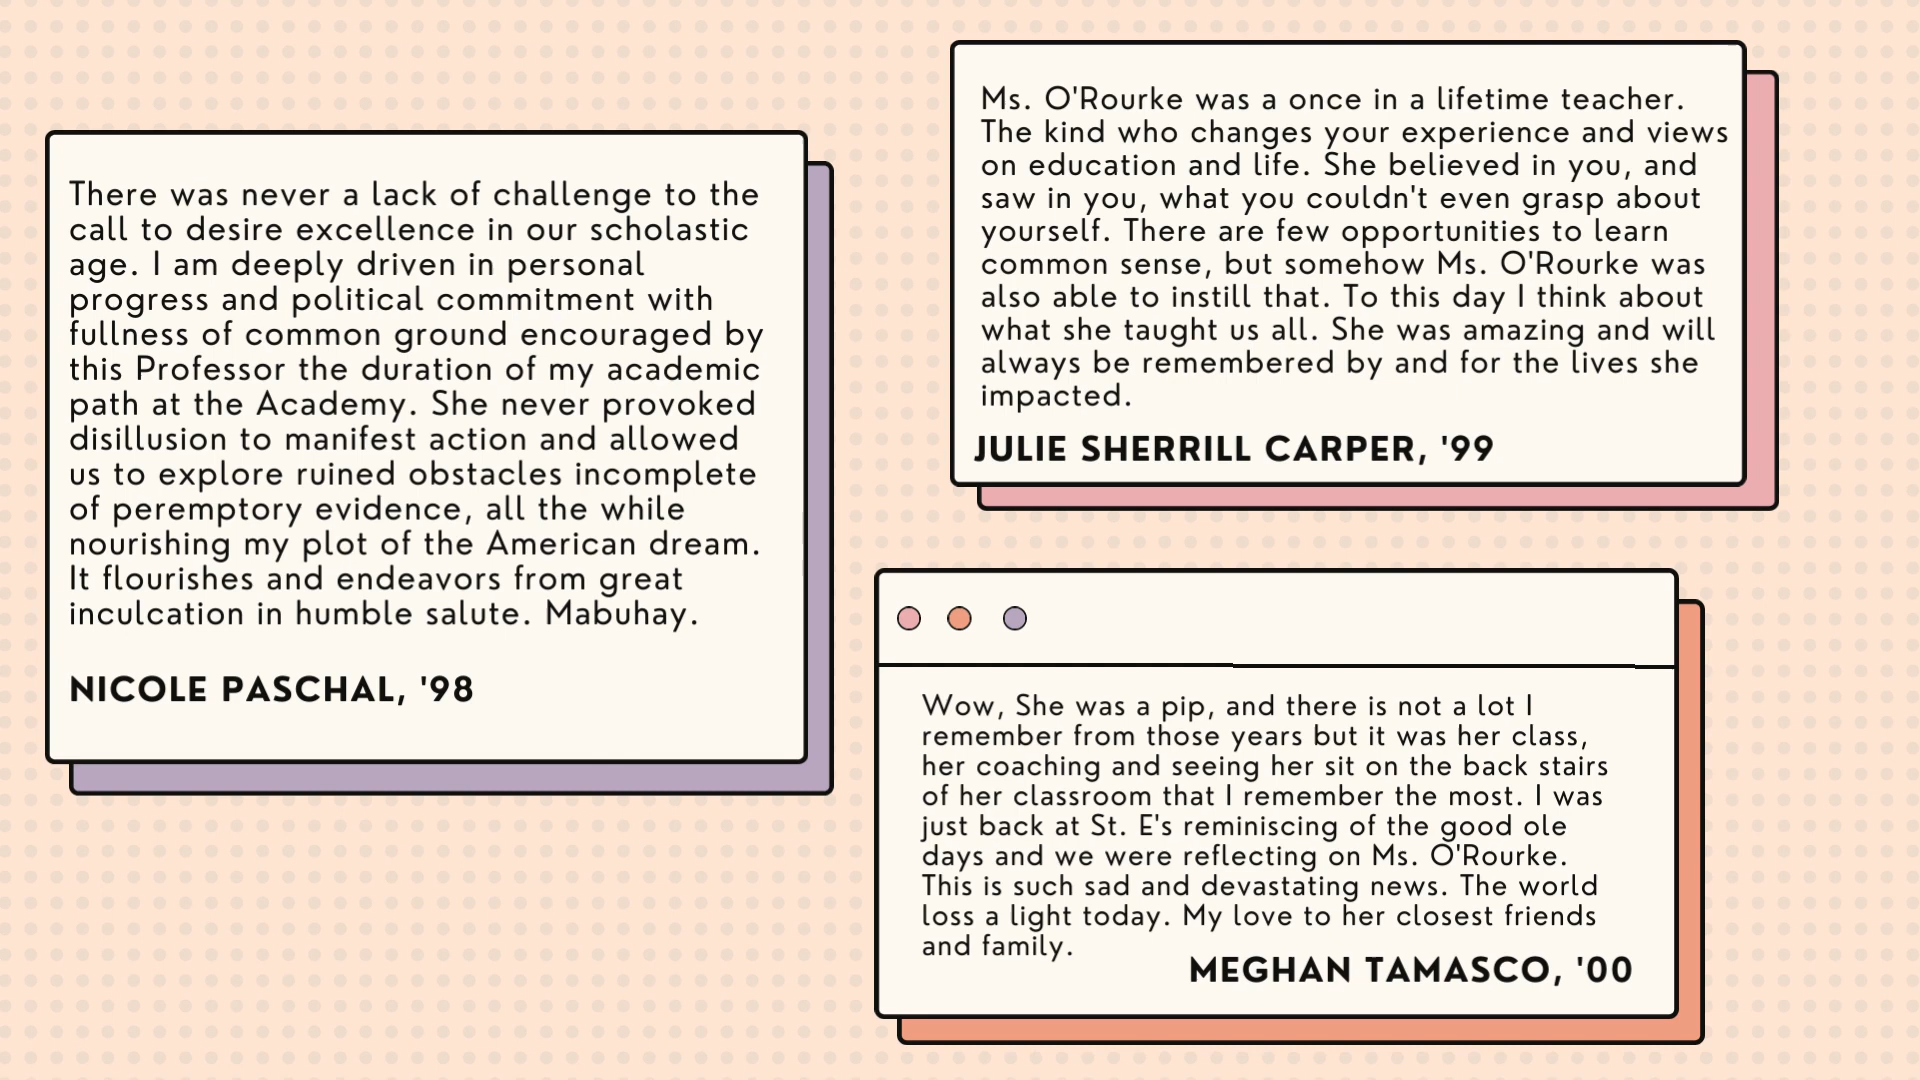 There was never a lack of challenge to the
call to desire excellence in our scholastic
age. I am deeply driven in personal
progress and political commitment with
fullness of common ground encouraged by
this Professor the duration of my academic
path at the Academy. She never provoked
disillusion to manifest action and allowed
us to explore ruined obstacles incomplete
of peremptory evidence, all the while
nourishing my plot of the American dream.
It flourishes and endeavors from great
inculcation in humble salute. Mabuhay.
NICOLE PASCHAL, '98
Ms. O'Rourke was a once in a lifetime teacher.
The kind who changes your experience and views
on education and life. She believed in you, and
saw in you, what you couldn't even grasp about
yourself. There are few opportunities to learn
common sense, but somehow Ms. O'Rourke was
also able to instill that. To this day I think about
what she taught us all. She was amazing and will
always be remembered by and for the lives she
impacted.
JULIE SHERRILL CARPER, '99
Wow, She was a pip, and there is not a lot I
remember from those years but it was her class,
her coaching and seeing her sit on the back stairs
of her classroom that I remember the most. I was
just back at St. E's reminiscing of the good ole
days and we were reflecting on Ms. O'Rourke.
This is such sad and devastating news. The world
loss a light today. My love to her closest friends
and family.
MEGHAN TAMASCO, '00